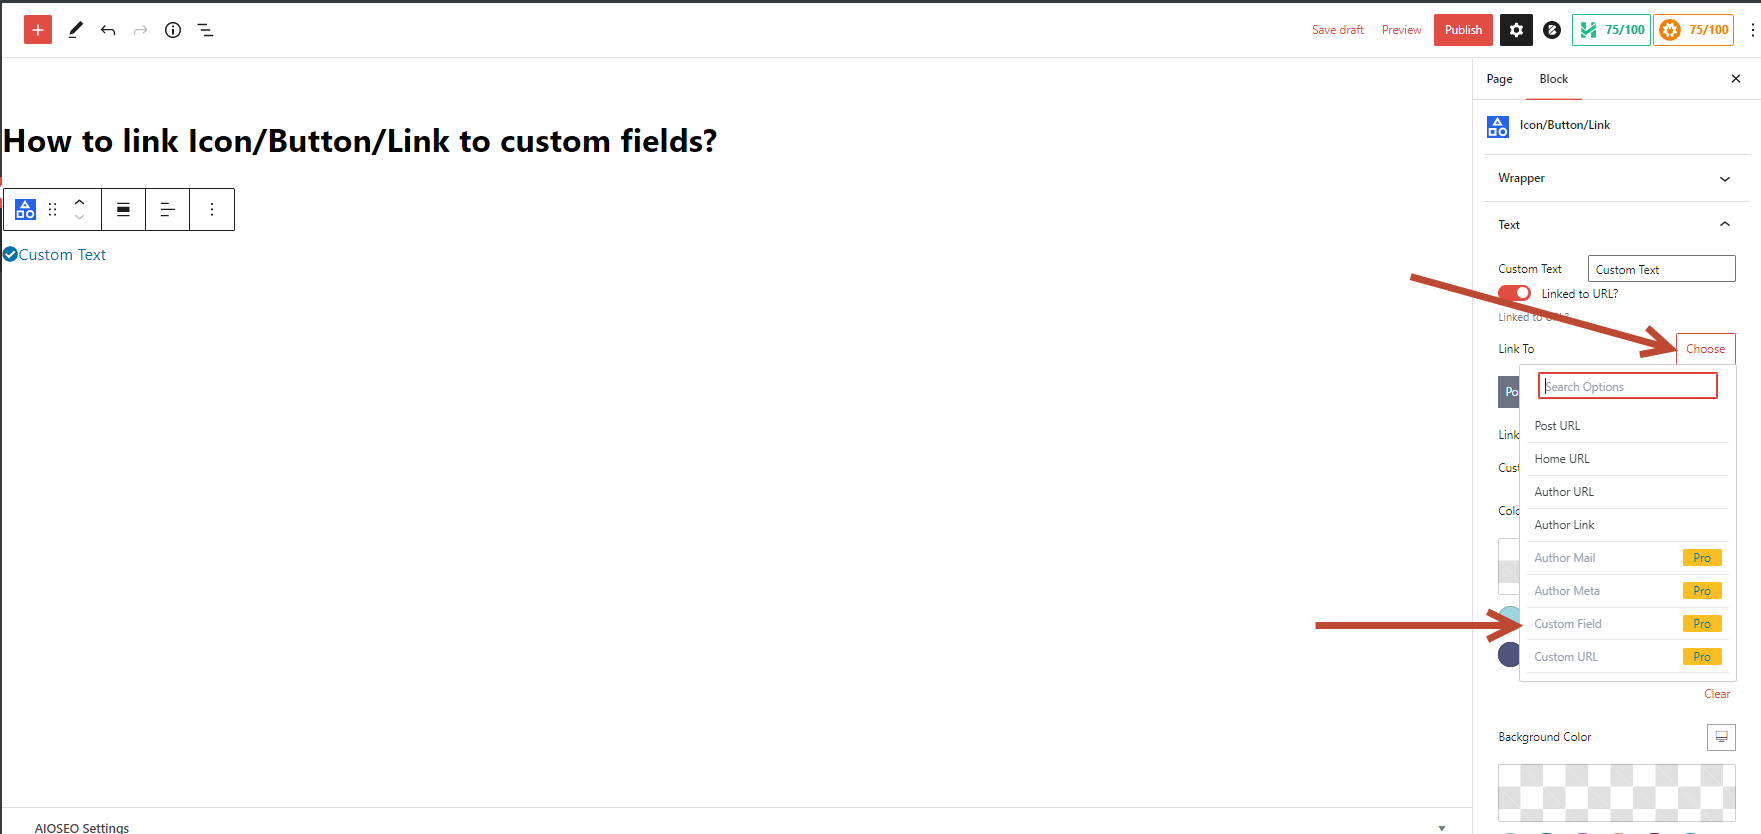 Save draft
Preview
Publish
75/100
75/100
Page
Block
How to link Icon/Button/Link to custom fields?
Icon/Button/Link
Wrapper
Text
Custom Text
Custom Text
Custom Text
Linked to URL?
Linked to URL?
Link To
Choose
Search Options
Po
Post URL
Link
Home URL
Cust
Author URL
Colo
Author Link
Author Mail
Pro
Author Meta
Pro
Custom Field
Pro
Custom URL
Pro
Clear
Background Color
AIOSEO Settings